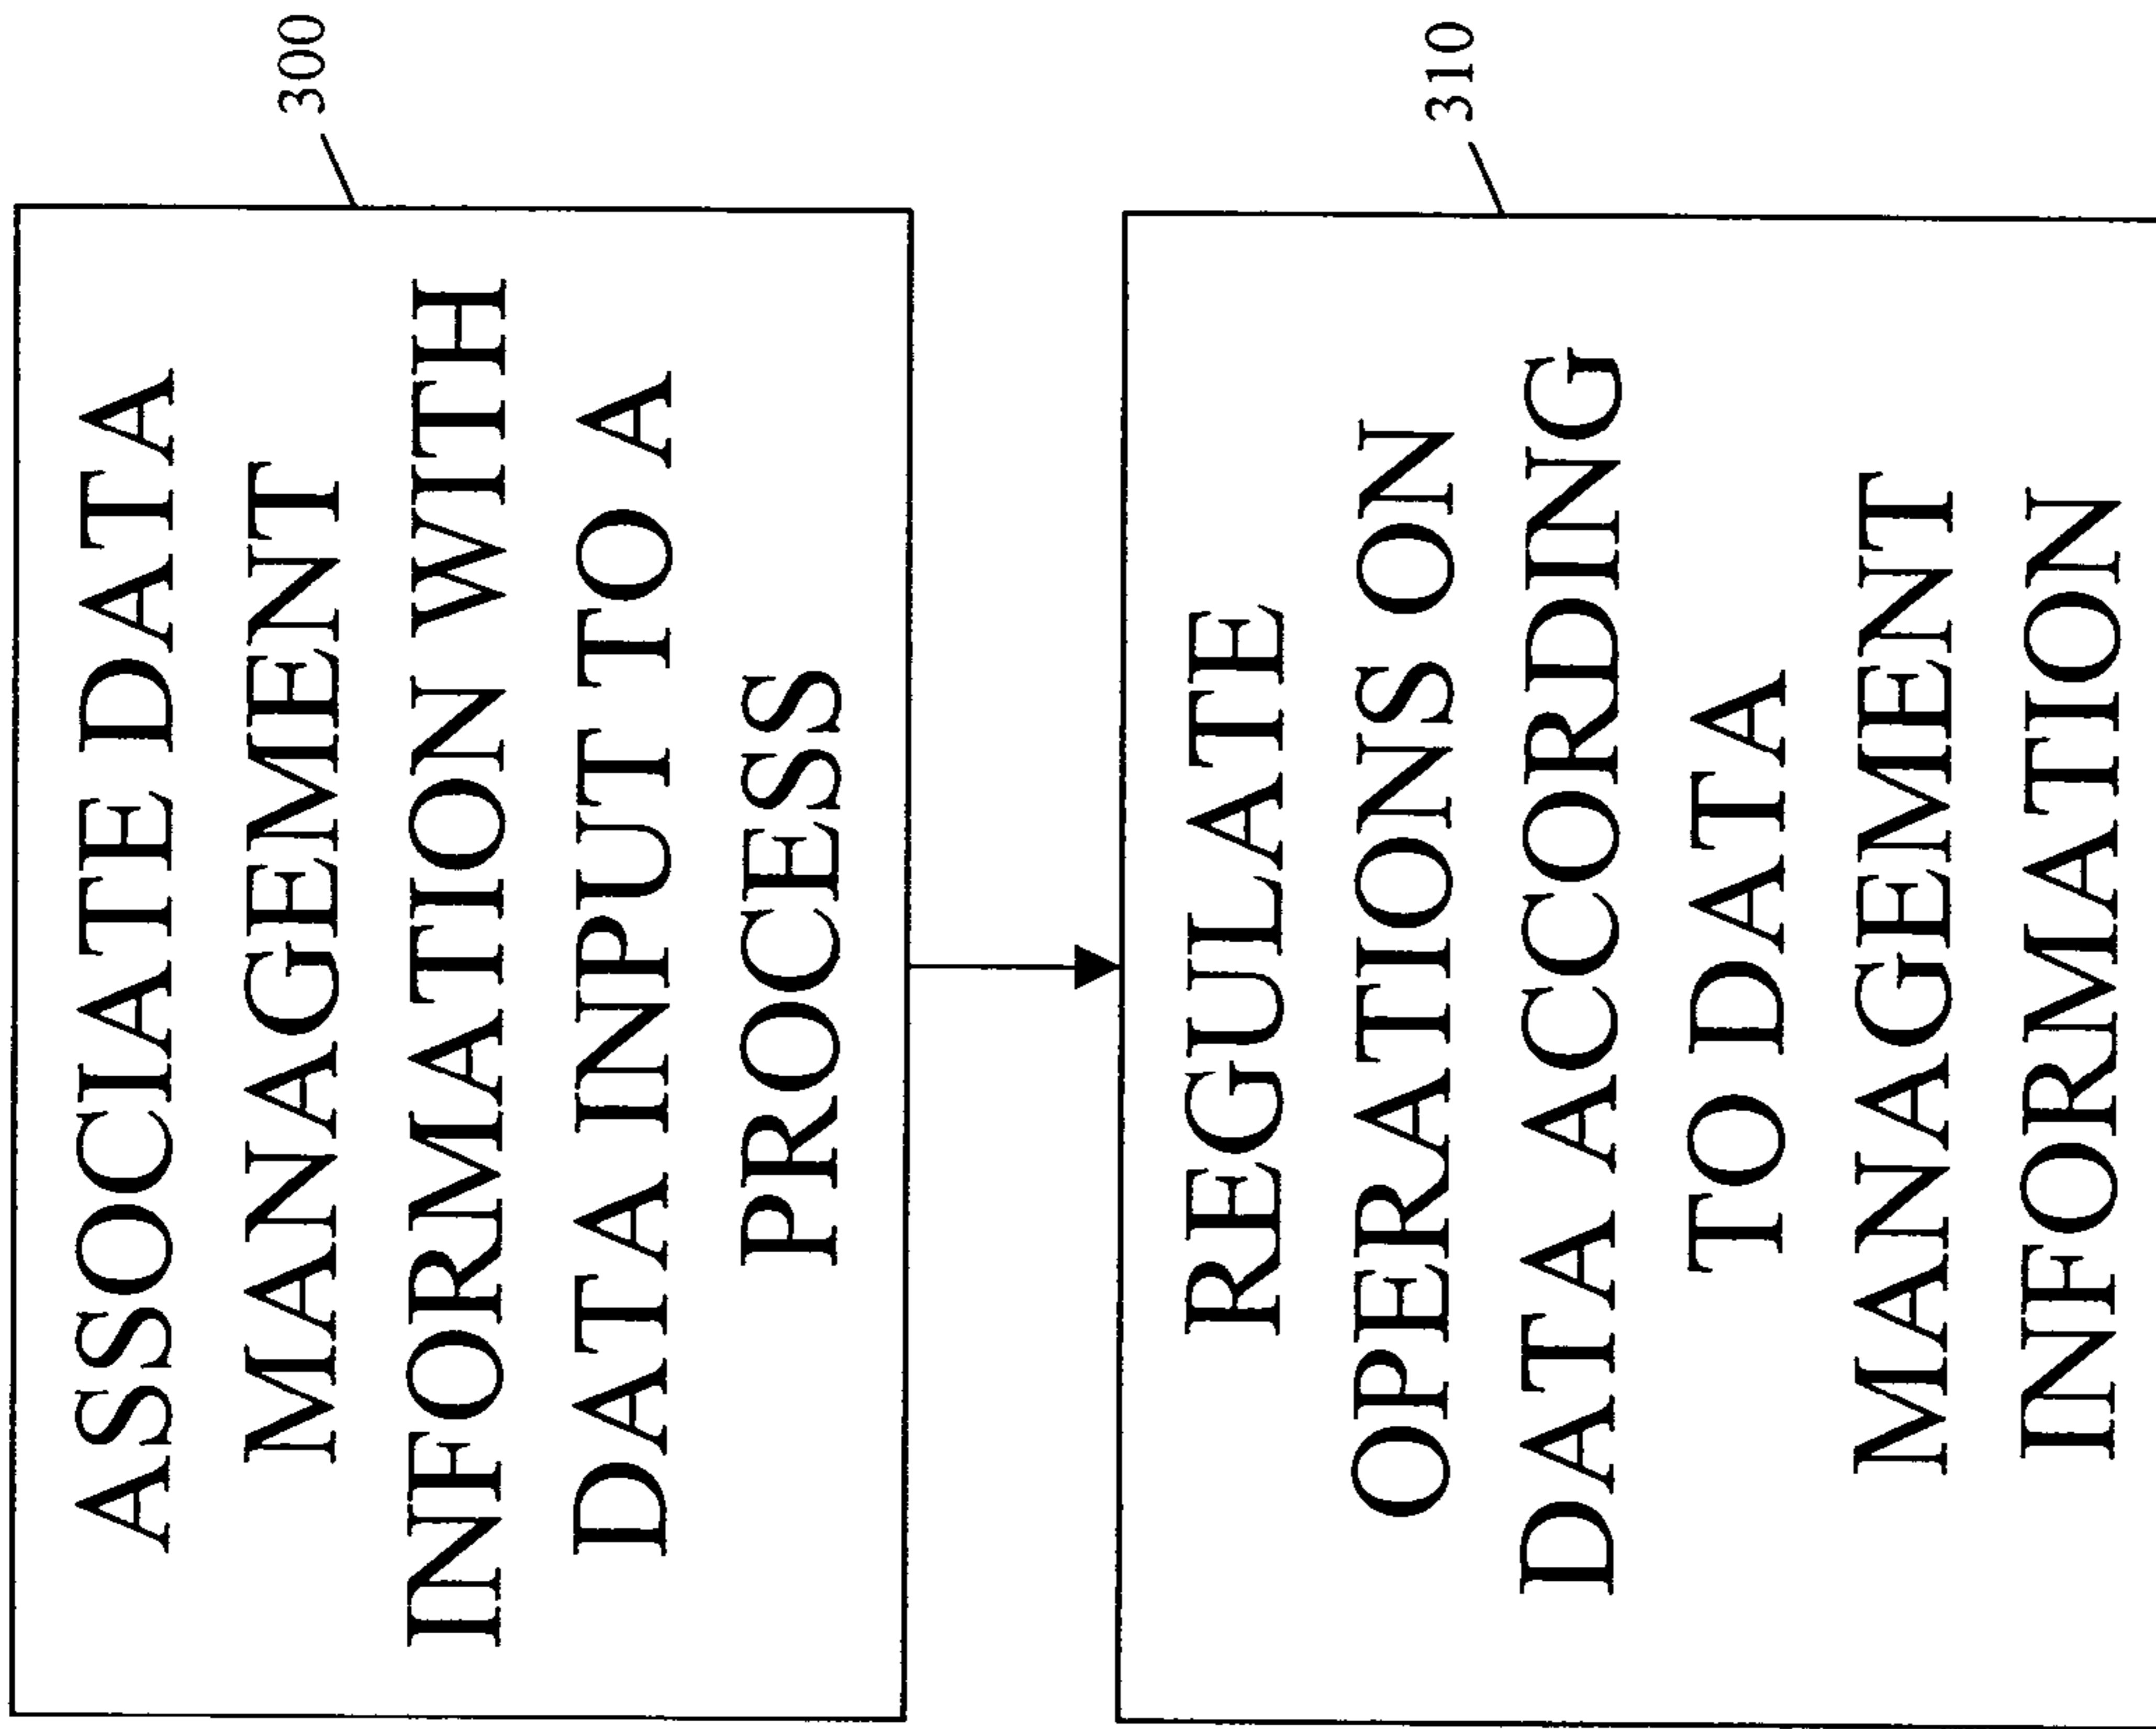 ASSOCIATE DATA
MANAGEMENT
INFORMATION WITH
DATA INPUT TO A
PROCESS
300
REGULATE
OPERATIONS ON
DATA ACCORDING
TO DATA
MANAGEMENT
INFORMATION
310